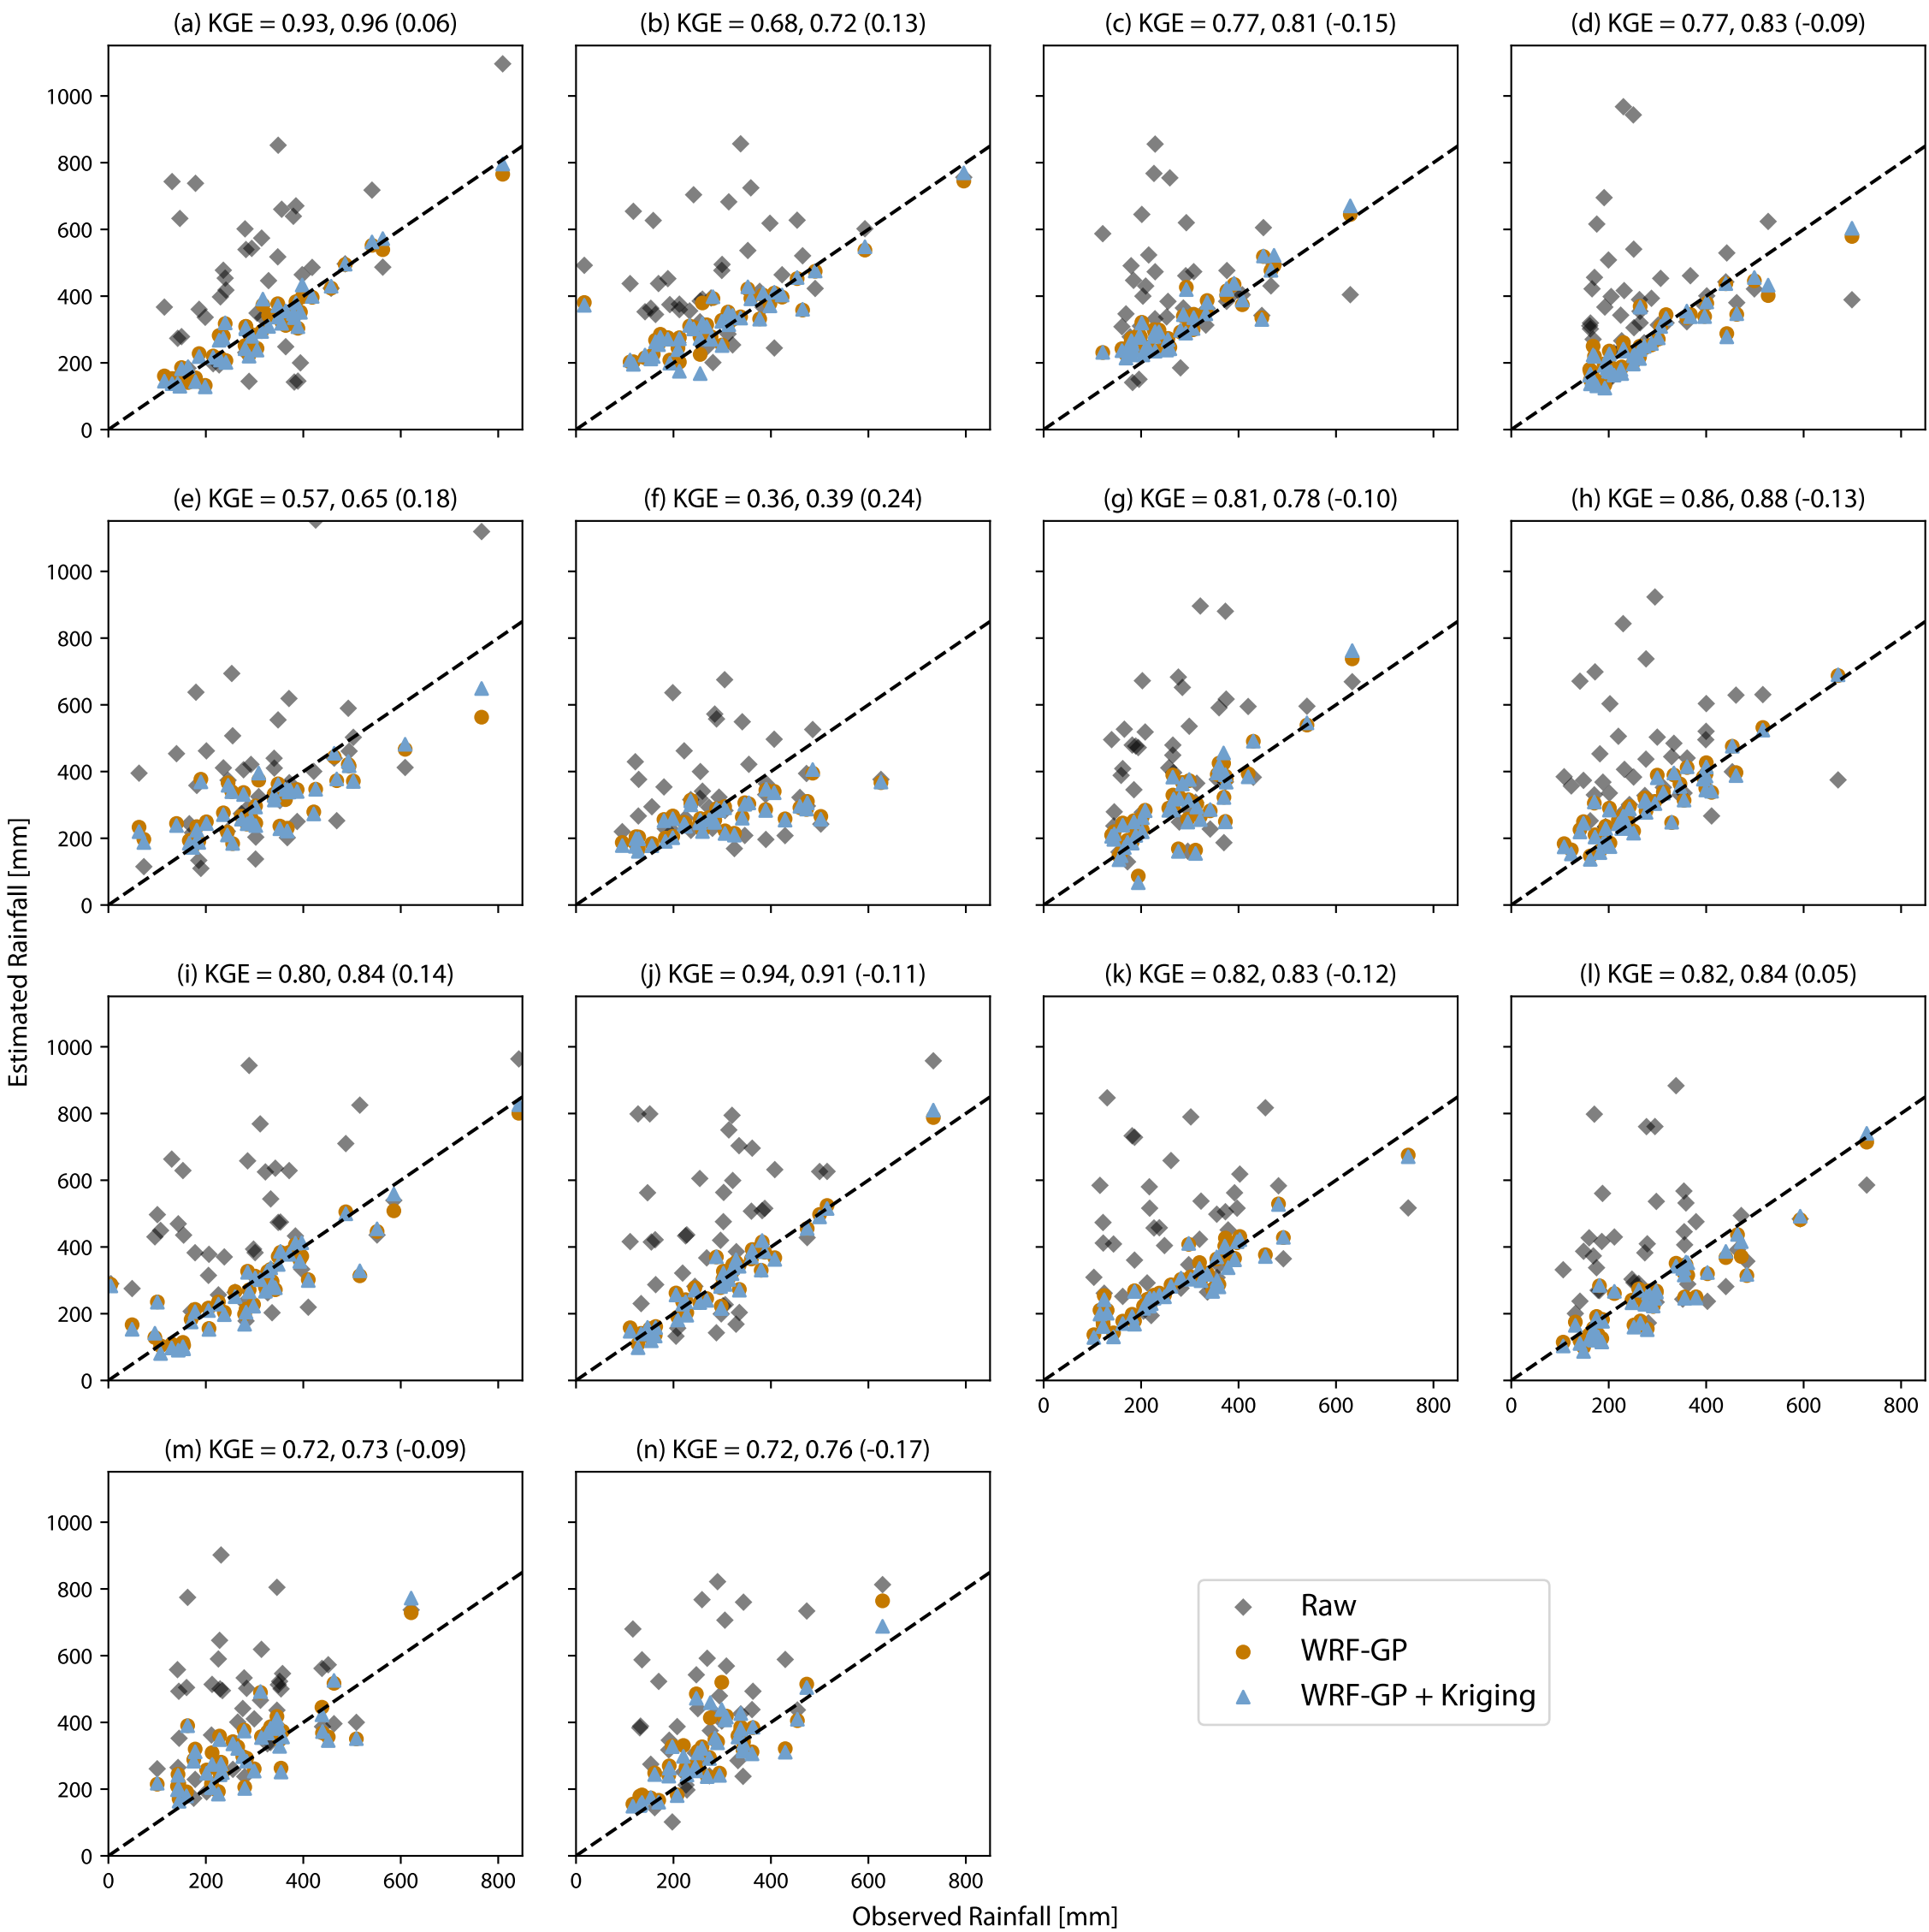 (a) KGE = 0.93, 0.96 (0.06)
(b) KGE = 0.68, 0.72 (0.13)
(c) KGE = 0.77, 0.81 (-0.15)
(d) KGE = 0.77, 0.83 (-0.09)
1000
800
600
400
200
0
(e) KGE = 0.57, 0.65 (0.18)
(f) KGE = 0.36, 0.39 (0.24)
(g) KGE = 0.81, 0.78 (-0.10)
(h) KGE = 0.86, 0.88 (-0.13)
1000
800
600
400
200
0
Estimated Rainfall [mm]
(i) KGE = 0.80, 0.84 (0.14)
(j) KGE = 0.94, 0.91 (-0.11)
(k) KGE = 0.82, 0.83 (-0.12)
(l) KGE = 0.82, 0.84 (0.05)
1000
800
600
400
200
0
0 200 400 600 800
0 200 400 600 800
(m) KGE = 0.72, 0.73 (-0.09)
(n) KGE = 0.72, 0.76 (-0.17)
1000
800
600
400
200
0
0 200 400 600 800
0 200 400 600 800
Raw
WRF-GP
WRF-GP + Kriging
Observed Rainfall [mm]